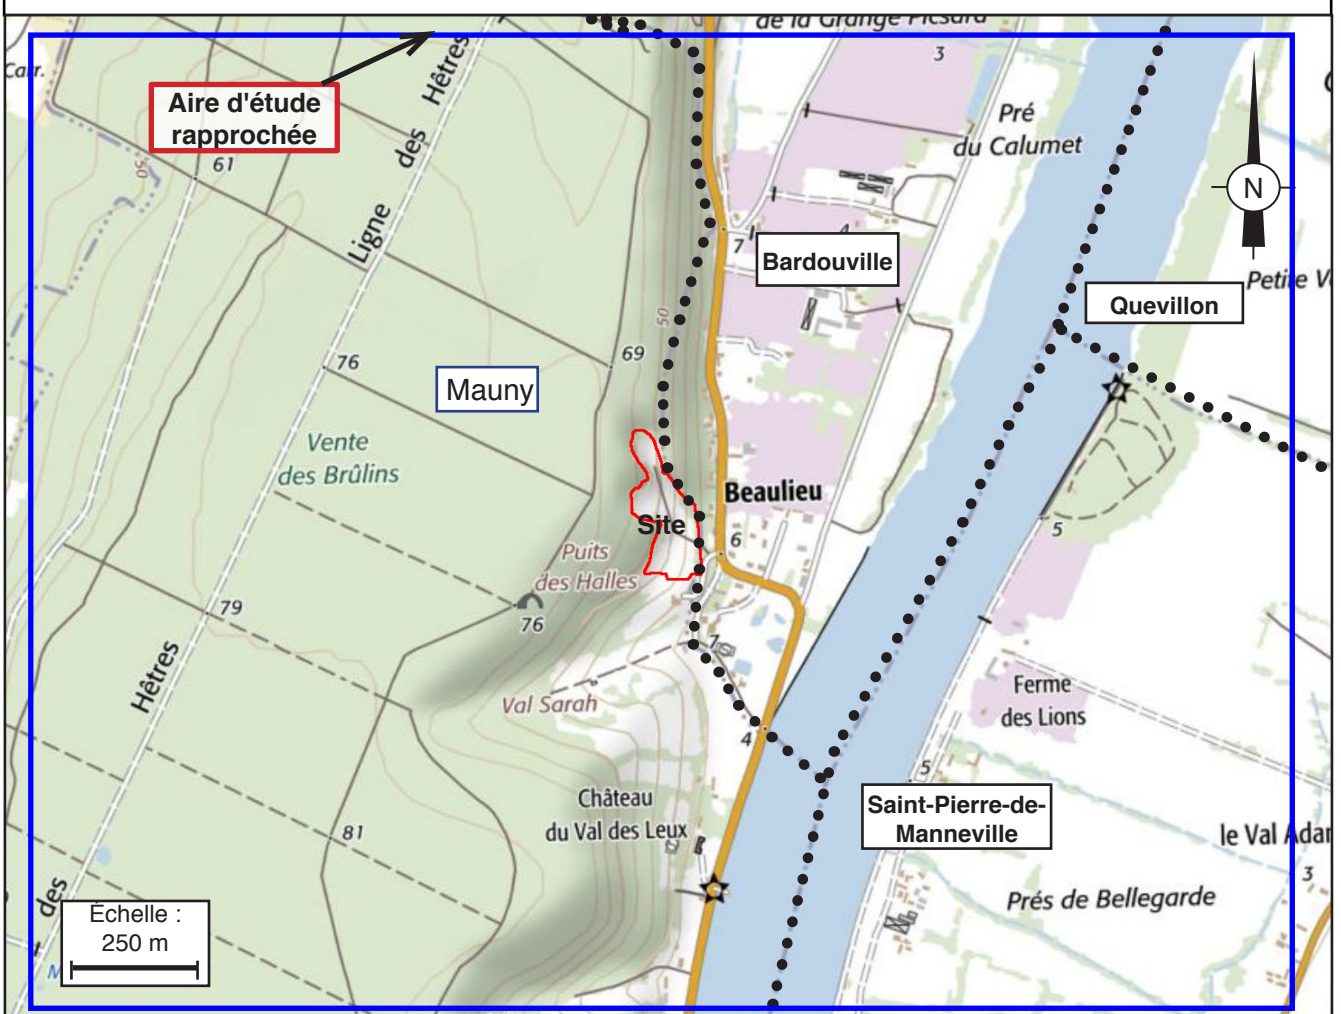 de la Grange Picsard
3
Carr.
Aire d'étude
rapprochée
Hêtres
des
Ligne
50
61
Pré
du Calumet
N
4
7
Bardouville
Petite
Quevillon
50
69
76
Mauny
Vente
des Brûlins
Beaulieu
Site
6
5
Puits
des Halles
76
79
7
Hêtres
Val Sarah
Ferme
des Lions
4
5
Château
du Val des Leux
Saint-Pierre-de-
Manneville
81
le Val Adam
3
des
Prés de Bellegarde
Échelle :
250 m
M